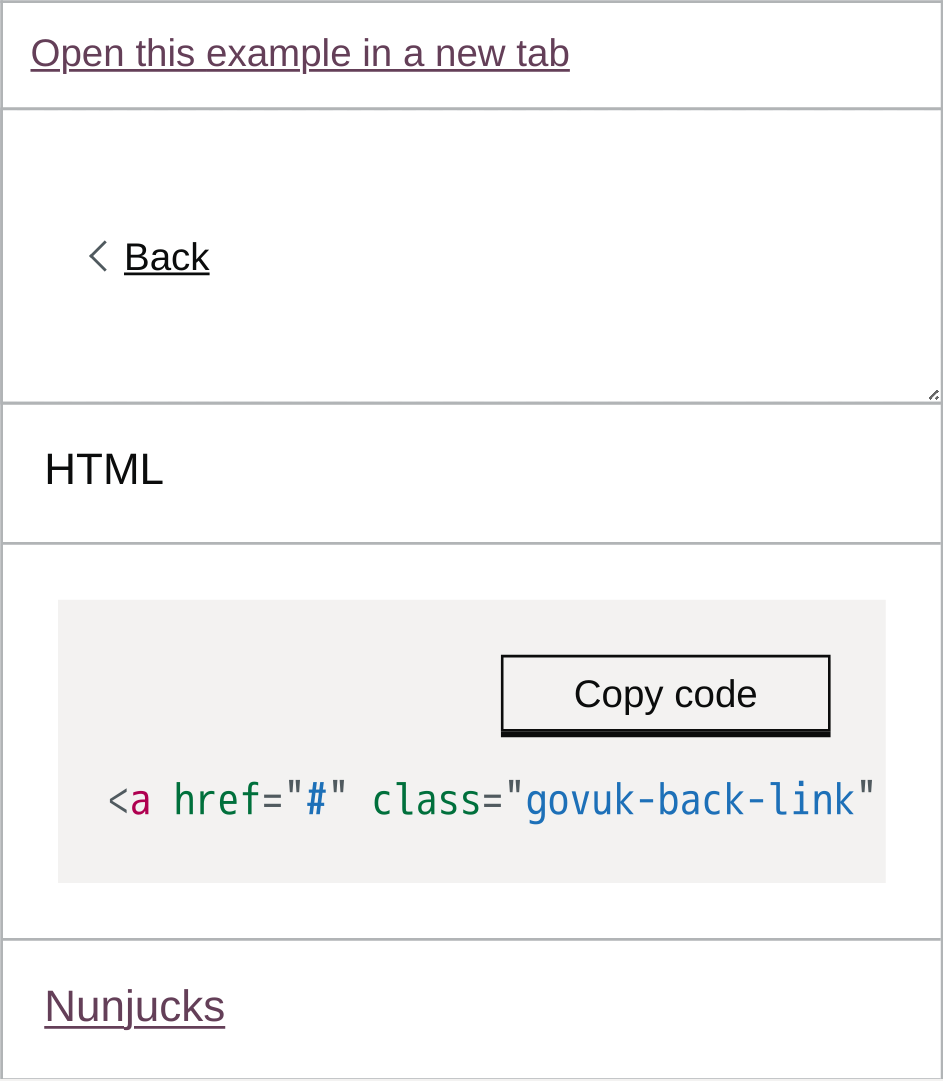 Open this example in a new tab
Back
HTML
Copy code
<a href="#" class="govuk-back-link"
Nunjucks